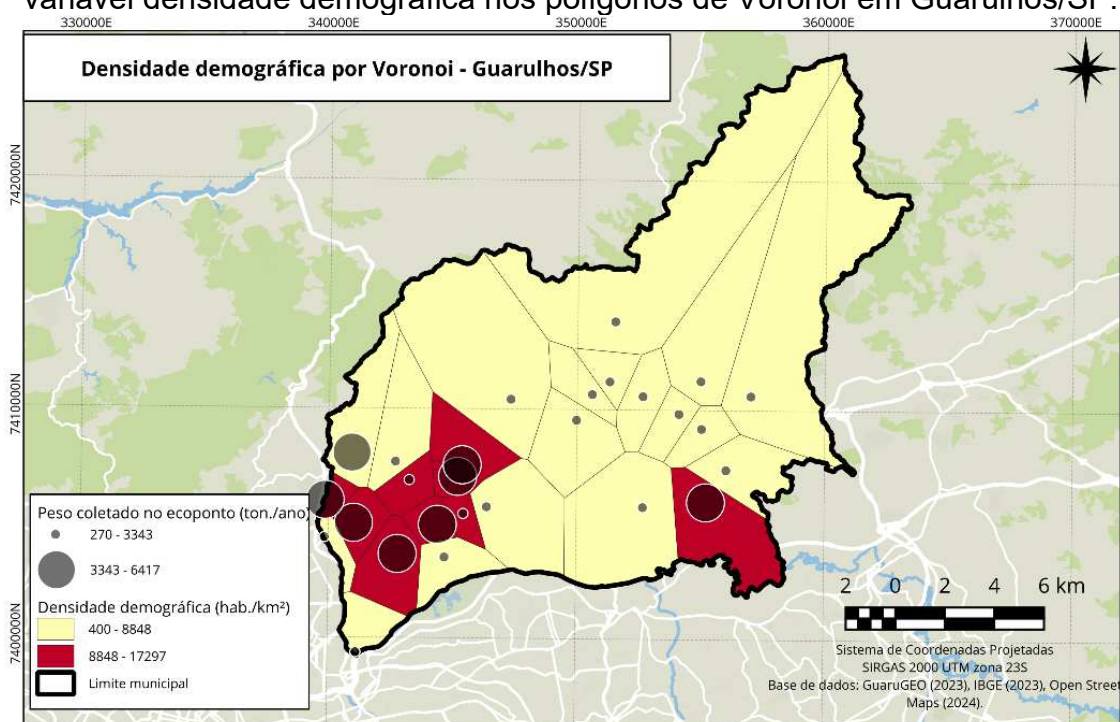 variável densidade demográfica nos polígonos de Voronoi em Guarulhos/SP.
330000E 340000E 350000E 360000E 370000E
Densidade demográfica por Voronoi - Guarulhos/SP
7420000N
7410000N
7400000N
Peso coletado no ecoponto (ton./ano)
270 - 3343
3343 - 6417
Densidade demográfica (hab./km²)
400 - 8848
8848 - 17297
Limite municipal
2 0 2 4 6 km
Sistema de Coordenadas Projetadas
SIRGAS 2000 UTM zona 23S
Base de dados: GuaruGEO (2023), IBGE (2023), Open Street
Maps (2024).